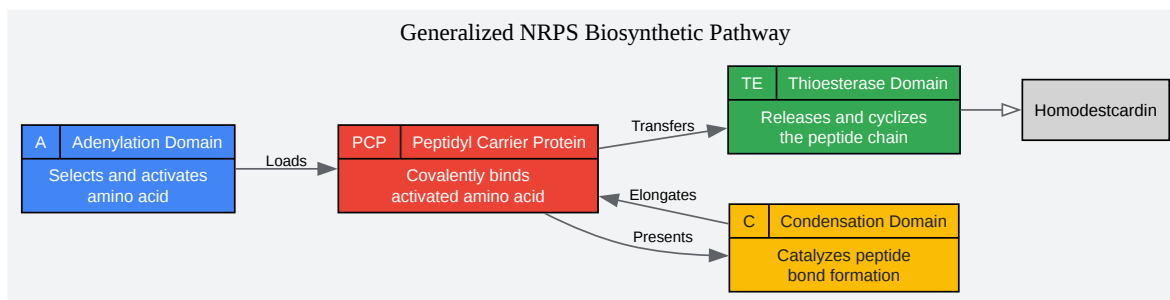 Generalized NRPS Biosynthetic Pathway
A Adenylation Domain
Selects and activates
amino acid
Loads
PCP Peptidyl Carrier Protein
Covalently binds
activated amino acid
Transfers
TE Thioesterase Domain
Releases and cyclizes
the peptide chain
Homodestcardin
Elongates
Presents
C Condensation Domain
Catalyzes peptide
bond formation